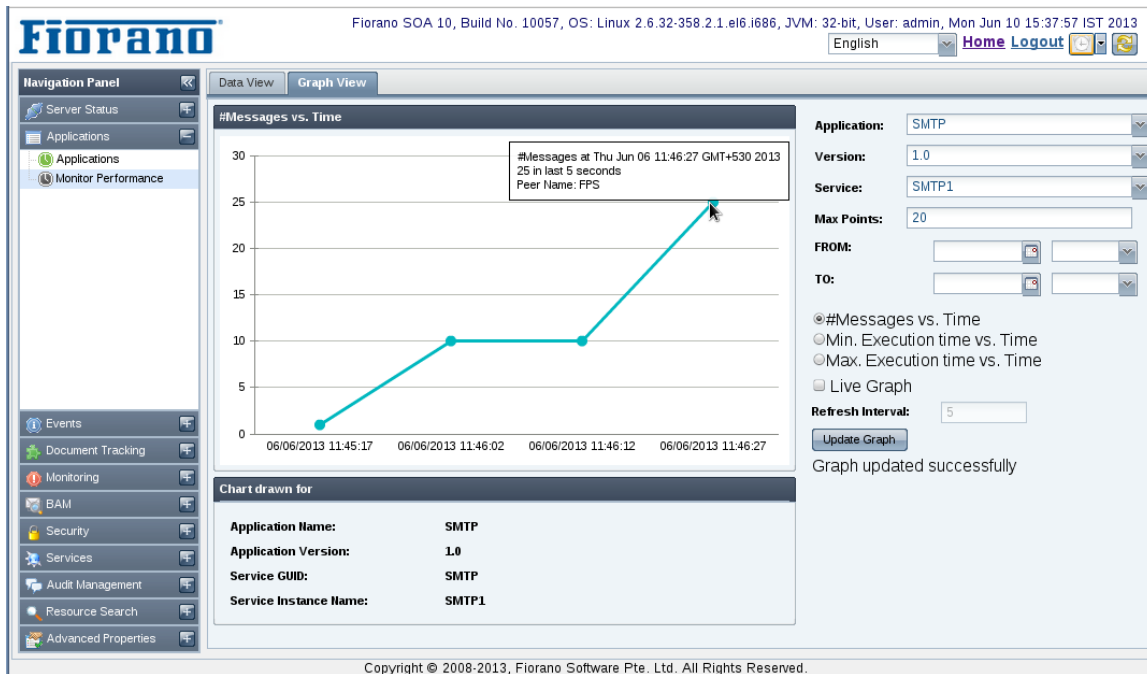 Fiorano
Fiorano SOA 10, Build No. 10057, OS: Linux 2.6.32-358.2.1.el6.i686, JVM: 32-bit, User: admin, Mon Jun 10 15:37:57 IST 2013
English Home Logout
Navigation Panel
Server Status
Applications
Applications
Monitor Performance
Events
Document Tracking
Monitoring
BAM
Security
Services
Audit Management
Resource Search
Advanced Properties
Data View Graph View
#Messages vs. Time
#Messages at Thu Jun 06 11:46:27 GMT+530 2013
25 in last 5 seconds
Peer Name: FPS
30
25
20
15
10
5
0
06/06/2013 11:45:17 06/06/2013 11:46:02 06/06/2013 11:46:12 06/06/2013 11:46:27
Chart drawn for
Application Name: SMTP
Application Version: 1.0
Service GUID: SMTP
Service Instance Name: SMTP1
Application: SMTP
Version: 1.0
Service: SMTP1
Max Points: 20
FROM:
TO:
#Messages vs. Time
Min. Execution time vs. Time
Max. Execution time vs. Time
Live Graph
Refresh Interval: 5
Update Graph
Graph updated successfully
Copyright © 2008-2013, Fiorano Software Pte. Ltd. All Rights Reserved.